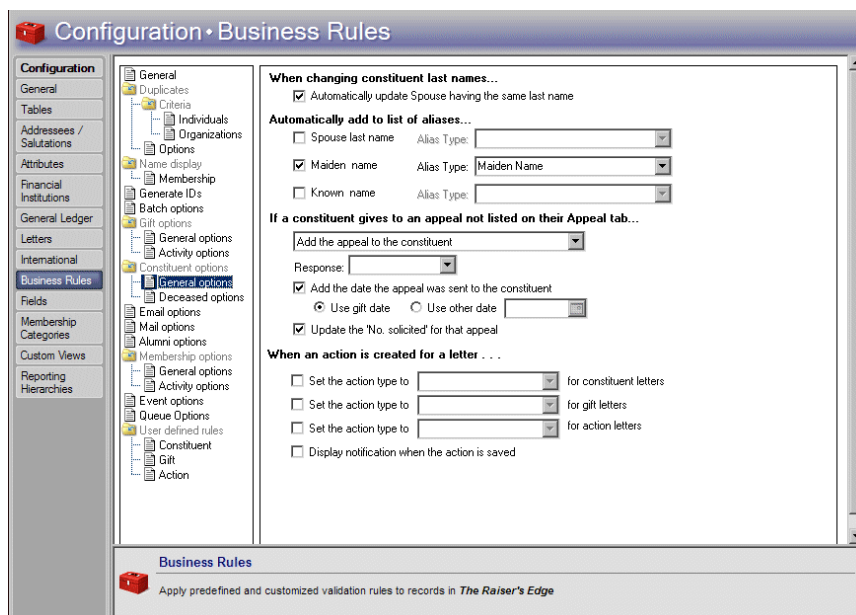 Configuration • Business Rules
Configuration
General
Tables
Addressees /
Salutations
Attributes
Financial
Institutions
General Ledger
Letters
International
Business Rules
Fields
Membership
Categories
Custom Views
Reporting
Hierarchies
General
Duplicates
Criteria
Individuals
Organizations
Options
Name display
Membership
Generate IDs
Batch options
Gift options
General options
Activity options
Constituent options
General options
Deceased options
Email options
Mail options
Alumni options
Membership options
General options
Activity options
Event options
Queue Options
User defined rules
Constituent
Gift
Action
When changing constituent last names...
Automatically update Spouse having the same last name
Automatically add to list of aliases...
Spouse last name Alias Type:
Maiden name Alias Type: Maiden Name
Known name Alias Type:
If a constituent gives to an appeal not listed on their Appeal tab...
Add the appeal to the constituent
Response:
Add the date the appeal was sent to the constituent
Use gift date Use other date
Update the 'No. solicited' for that appeal
When an action is created for a letter . . .
Set the action type to for constituent letters
Set the action type to for gift letters
Set the action type to for action letters
Display notification when the action is saved
Business Rules
Apply predefined and customized validation rules to records in The Raiser's Edge